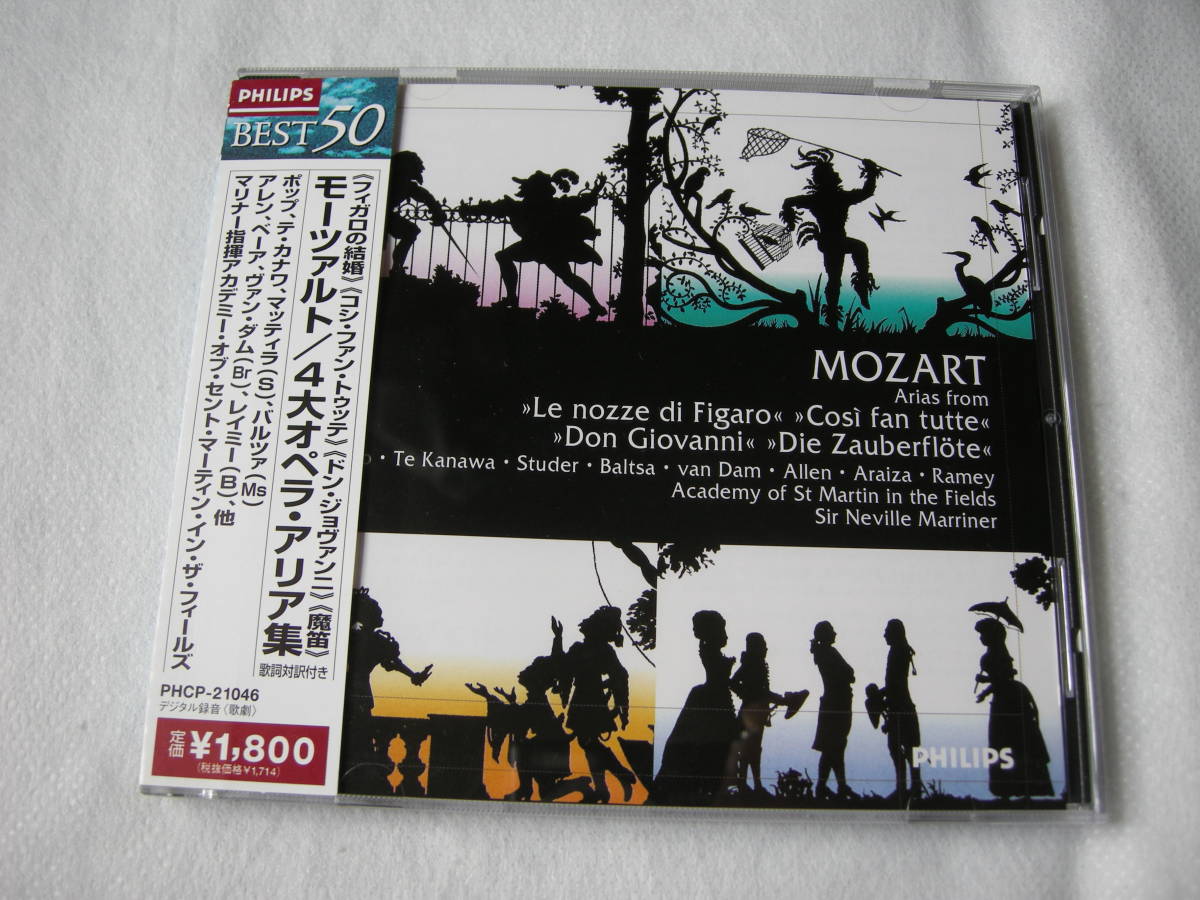 PHILIPS
BEST 50
《フィガロの結婚》《コシ・ファン・トゥッテ》《ドン・ジョヴァンニ》《魔笛》
モーツァルト/4大オペラ・アリア集
歌詞対訳付き
ポップ、テ・カナワ、マッティラ(S)、バルツァ(Ms)
アレン、ベーア、ヴァン・ダム(Br)、レイミー(B)、他
マリナー指揮アカデミー・オブ・セント・マーティン・イン・ザ・フィールズ
PHCP-21046
デジタル録音〈歌劇〉
定価 ¥1,800
(税抜価格¥1,714)
MOZART
Arias from
»Le nozze di Figaro« »Così fan tutte«
»Don Giovanni« »Die Zauberflöte«
· Te Kanawa · Studer · Baltsa · van Dam · Allen · Araiza · Ramey
Academy of St Martin in the Fields
Sir Neville Marriner
PHILIPS